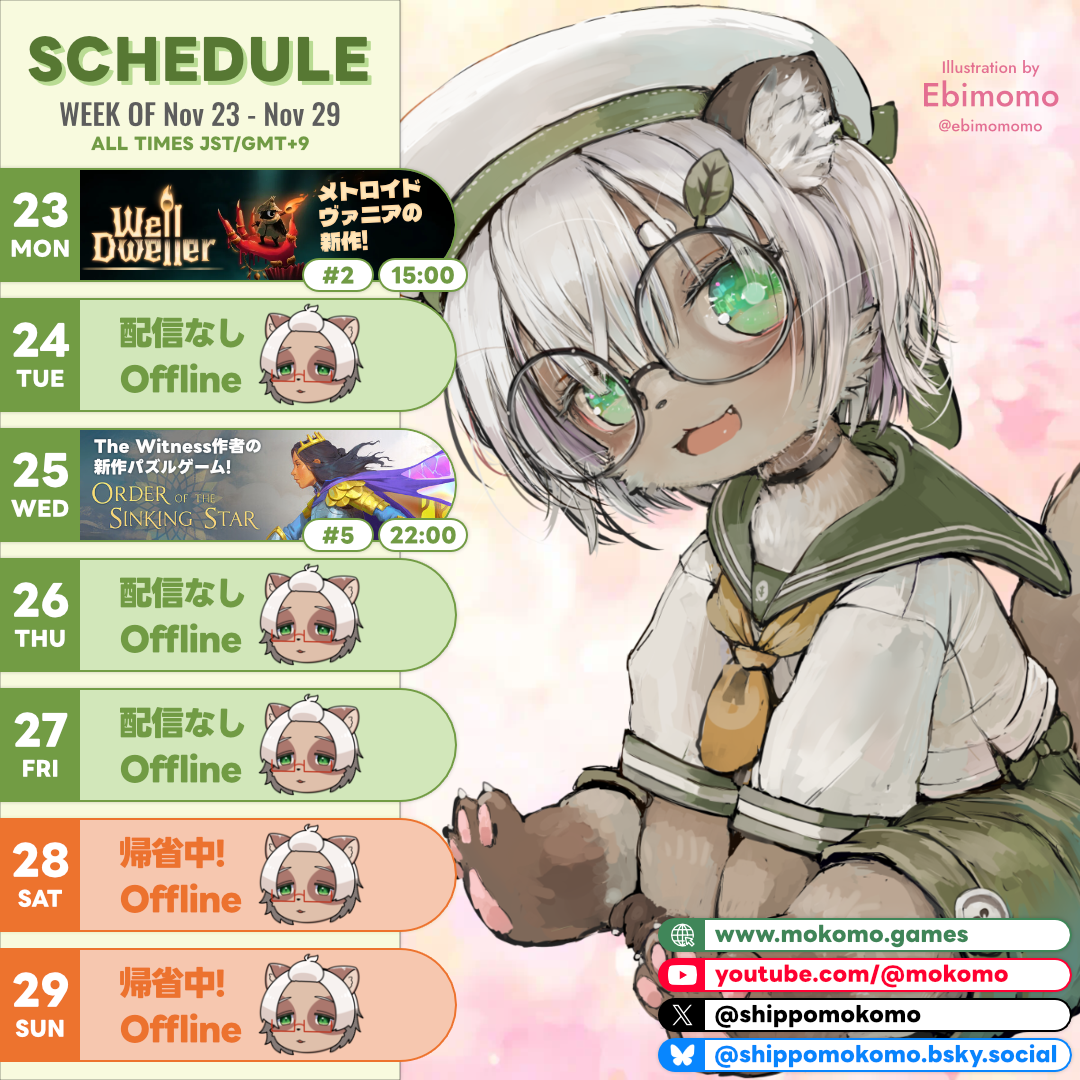 SCHEDULE
WEEK OF Nov 23 - Nov 29
ALL TIMES JST/GMT+9
Illustration by
Ebimomo
@ebimomomo
23
MON
Well
Dweller
メトロイド
ヴァニアの
新作!
#2
15:00
24
TUE
配信なし
Offline
25
WED
The Witness作者の
新作パズルゲーム!
ORDER OF THE
SINKING STAR
#5
22:00
26
THU
配信なし
Offline
27
FRI
配信なし
Offline
28
SAT
帰省中!
Offline
29
SUN
帰省中!
Offline
www.mokomo.games
youtube.com/@mokomo
@shippomokomo
@shippomokomo.bsky.social